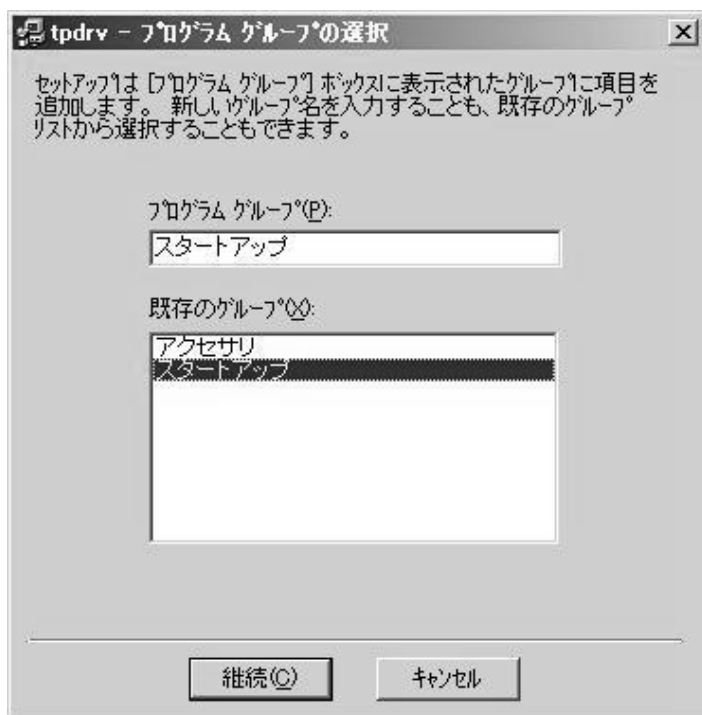 tpdrv - ﾌﾟﾛｸﾞﾗﾑ ｸﾞﾙｰﾌﾟの選択
ｾｯﾄｱｯﾌﾟは [ﾌﾟﾛｸﾞﾗﾑ ｸﾞﾙｰﾌﾟ] ﾎﾞｯｸｽに表示されたｸﾞﾙｰﾌﾟに項目を
追加します。 新しいｸﾞﾙｰﾌﾟ名を入力することも、既存のｸﾞﾙｰﾌﾟ
ﾘｽﾄから選択することもできます。
ﾌﾟﾛｸﾞﾗﾑ ｸﾞﾙｰﾌﾟ(P):
スタートアップ
既存のｸﾞﾙｰﾌﾟ(X):
アクセサリ
スタートアップ
継続(C)
ｷｬﾝｾﾙ